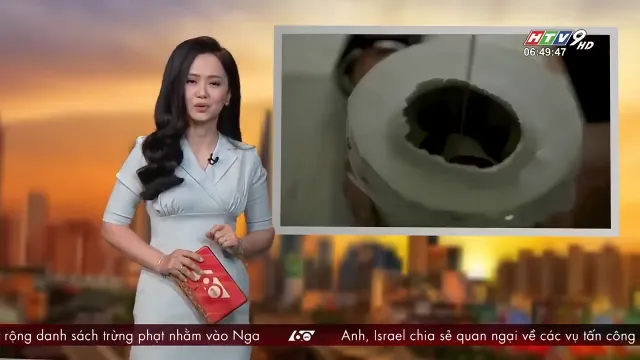 HTV9 HD
06:49:47
rộng danh sách trừng phạt nhằm vào Nga
60
Anh, Israel chia sẻ quan ngại về các vụ tấn công